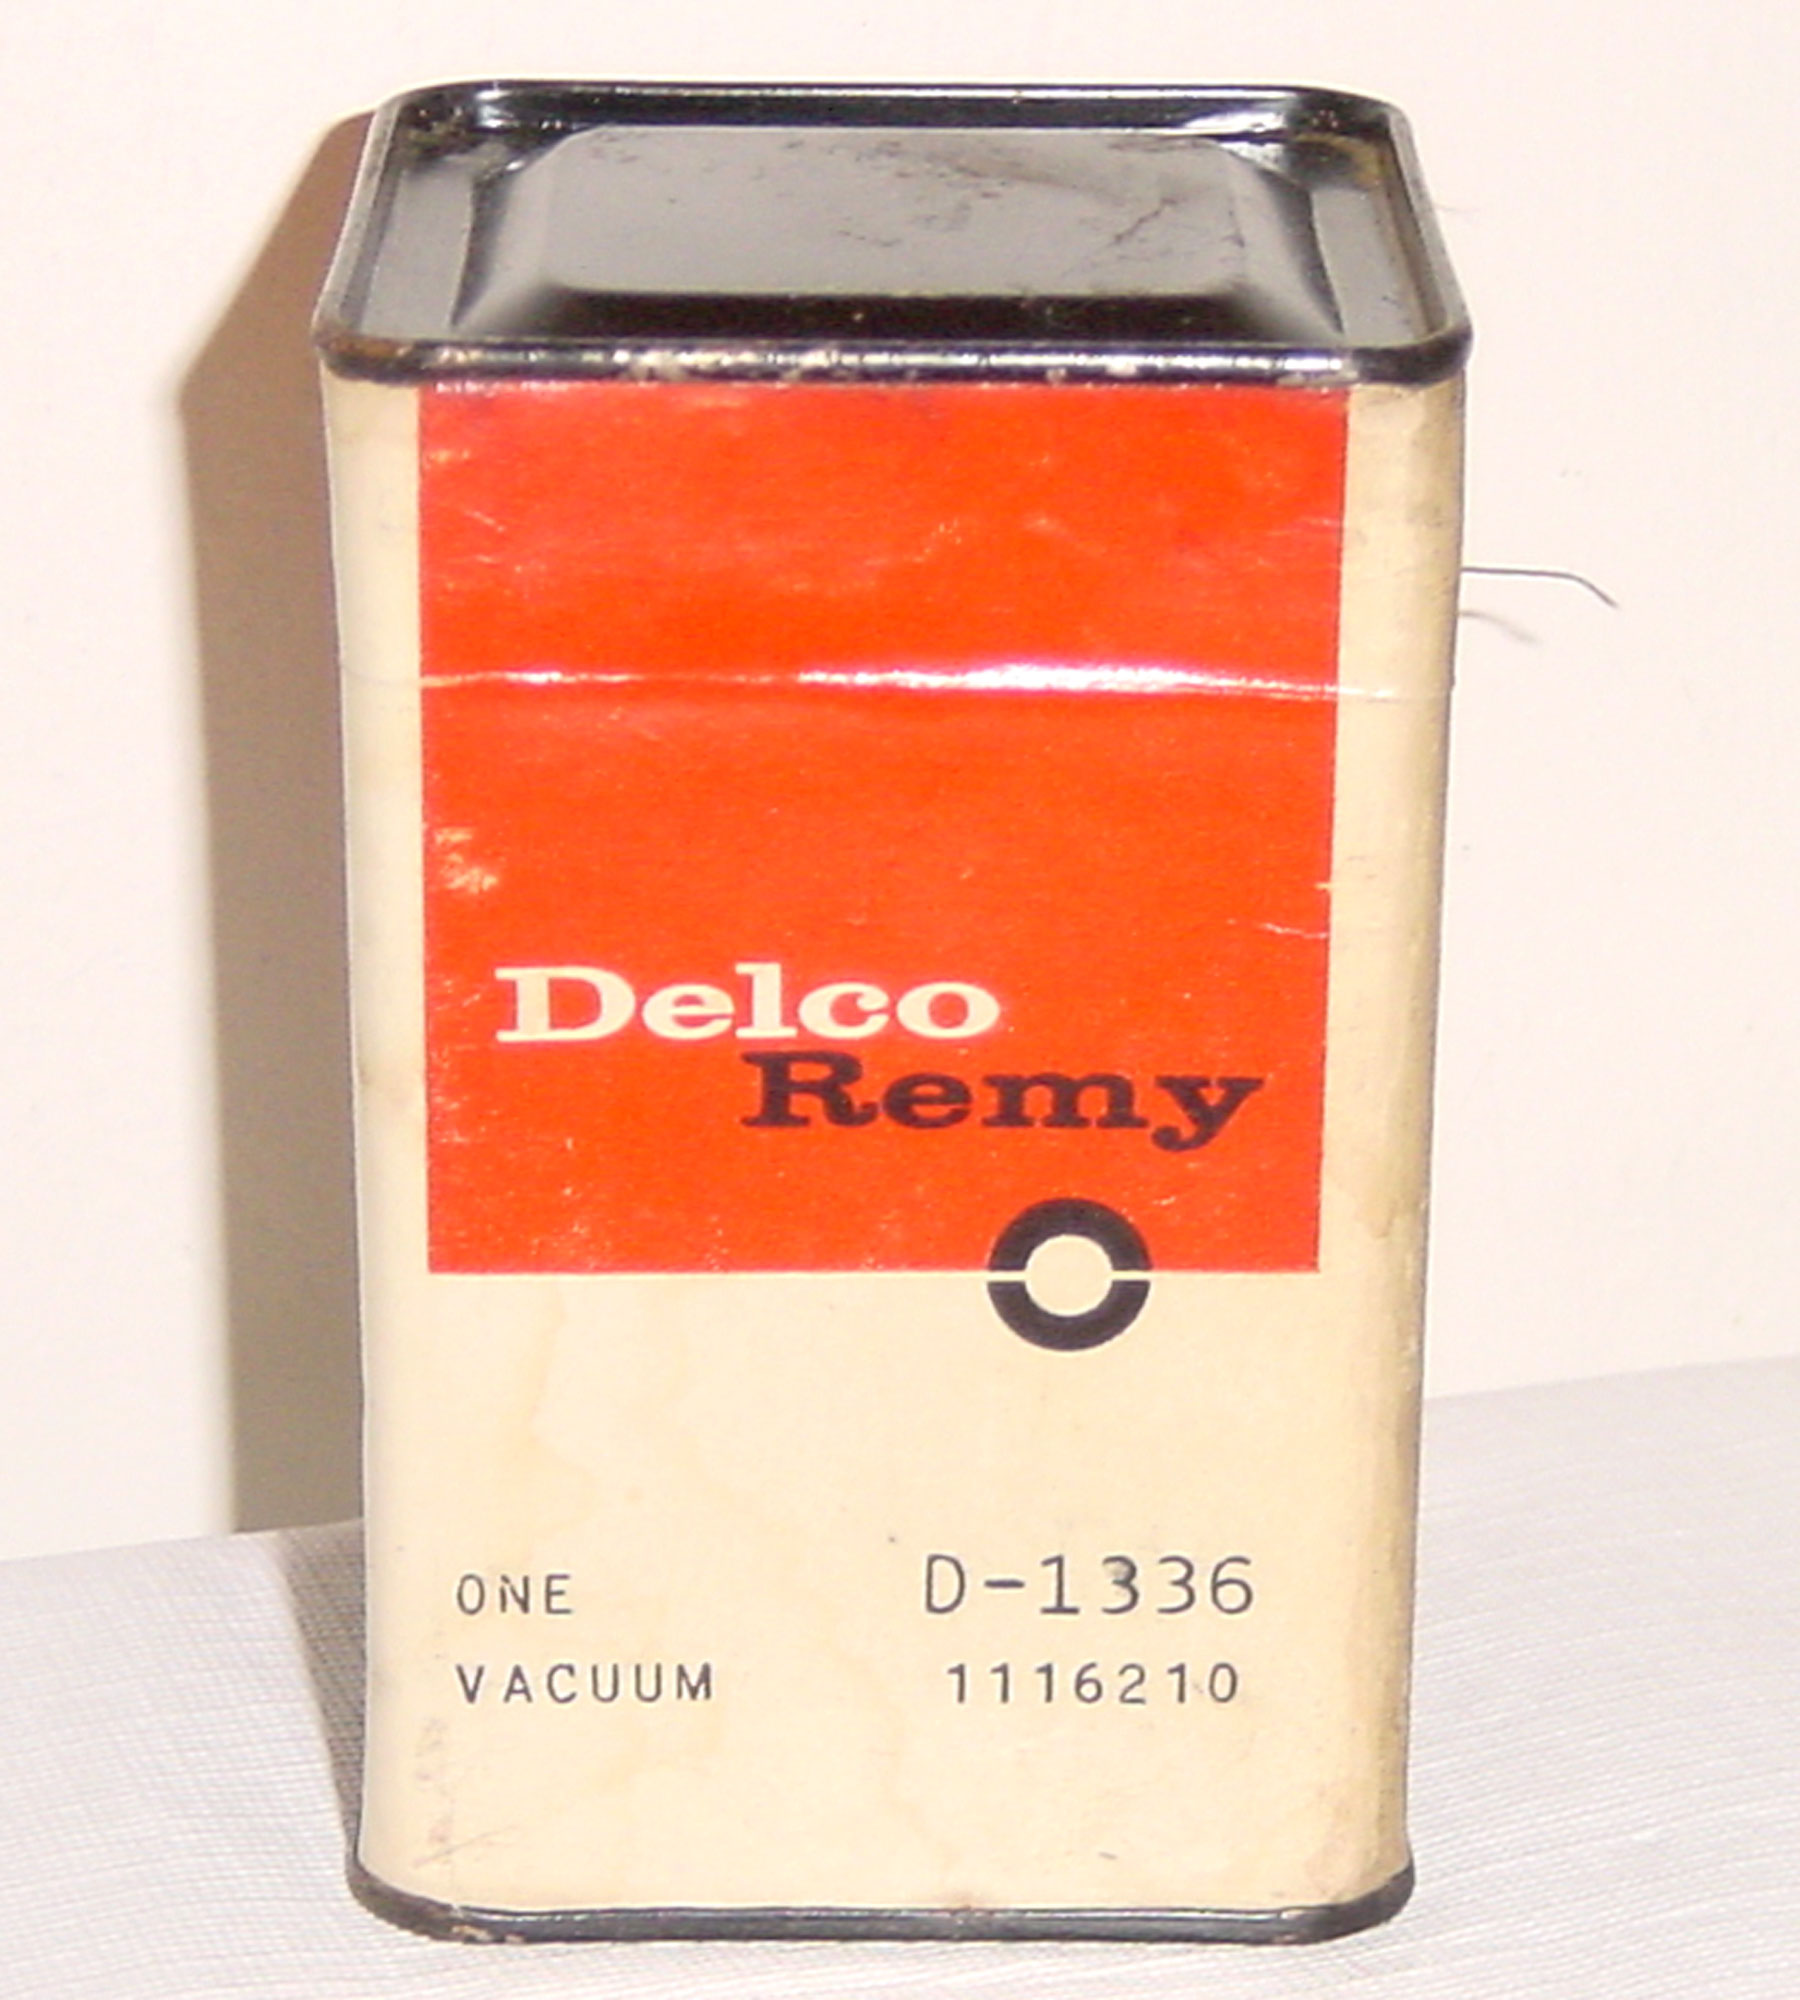 Delco
Remy
ONE D-1336
VACUUM 1116210